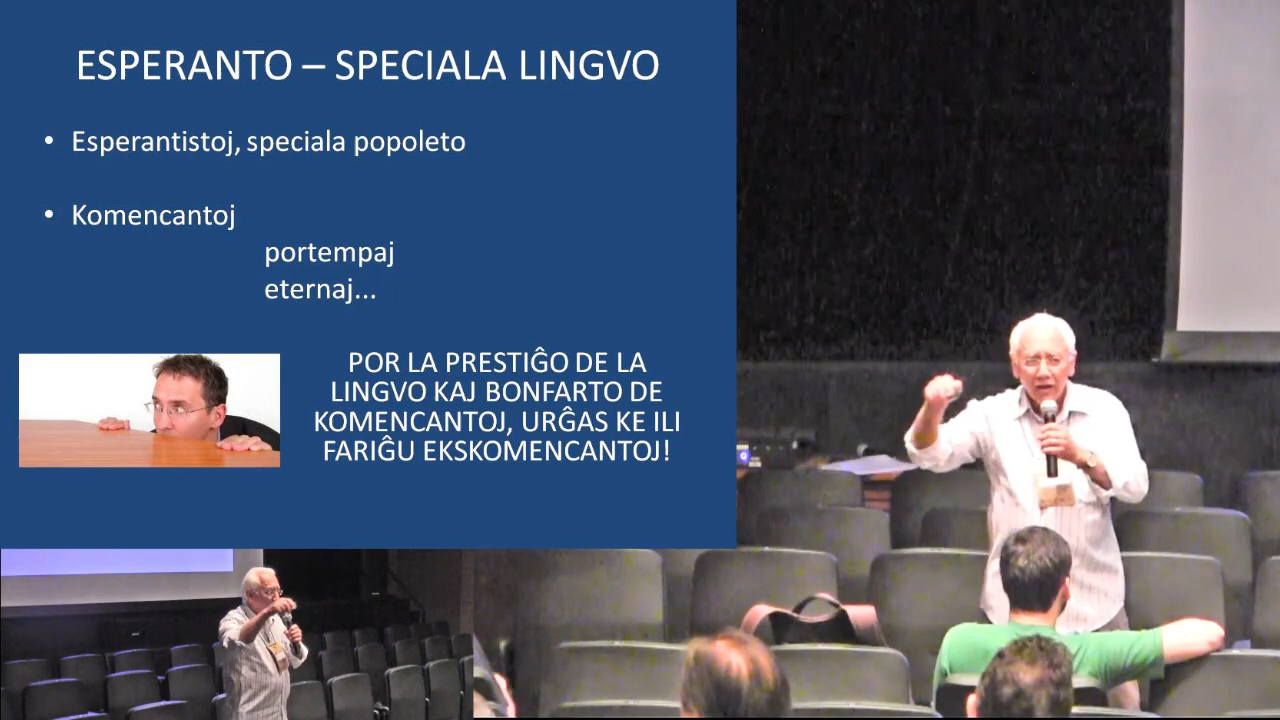 ESPERANTO – SPECIALA LINGVO
• Esperantistoj, speciala popoleto
• Komencantoj
portempaj
eternaj...
POR LA PRESTIĜO DE LA
LINGVO KAJ BONFARTO DE
KOMENCANTOJ, URĜAS KE ILI
FARIĜU EKSKOMENCANTOJ!